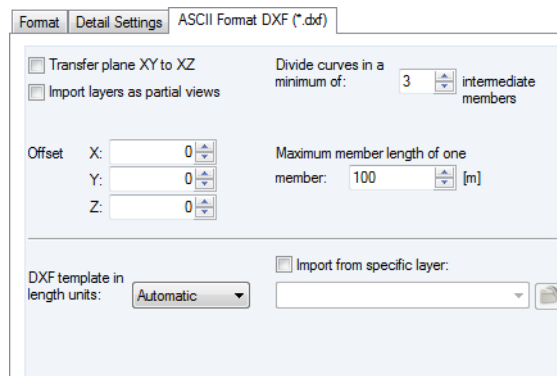 Format Detail Settings ASCII Format DXF (*.dxf)
Transfer plane XY to XZ
Import layers as partial views
Divide curves in a
minimum of: 3 intermediate
members
Offset X: 0
Y: 0
Z: 0
Maximum member length of one
member: 100 [m]
DXF template in
length units: Automatic
Import from specific layer: